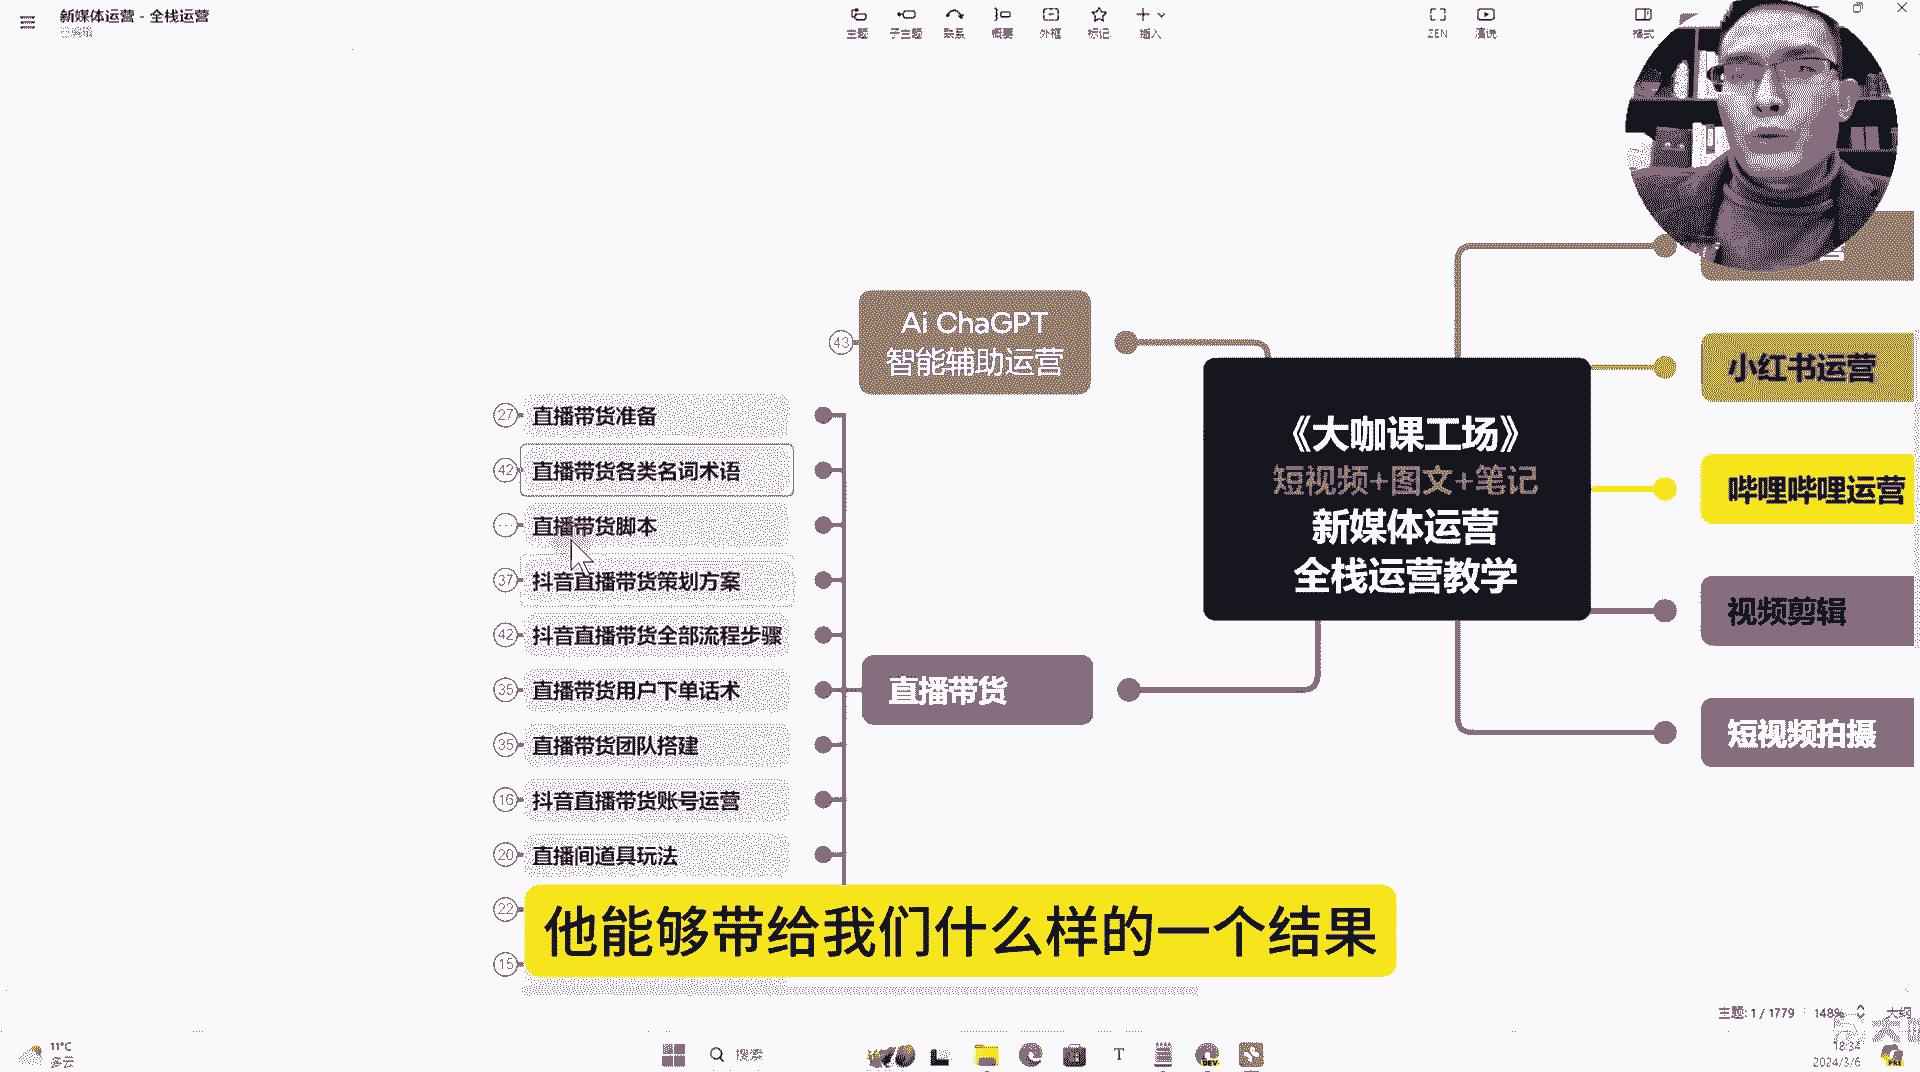 新媒体运营 - 全栈运营
已编辑
主题
子主题
联系
概要
外框
标记
插入
ZEN
演说
格式
Ai ChaGPT
智能辅助运营
43
27
直播带货准备
42
直播带货各类名词术语
直播带货脚本
37
抖音直播带货策划方案
42
抖音直播带货全部流程步骤
35
直播带货用户下单话术
35
直播带货团队搭建
16
抖音直播带货账号运营
20
直播间道具玩法
22
15
直播带货
《大咖课工场》
短视频+图文+笔记
新媒体运营
全栈运营教学
小红书运营
哔哩哔哩运营
视频剪辑
短视频拍摄
他能够带给我们什么样的一个结果
主题: 1 / 1779
148%
大纲
11°C
多云
搜索
18:34
2024/3/6